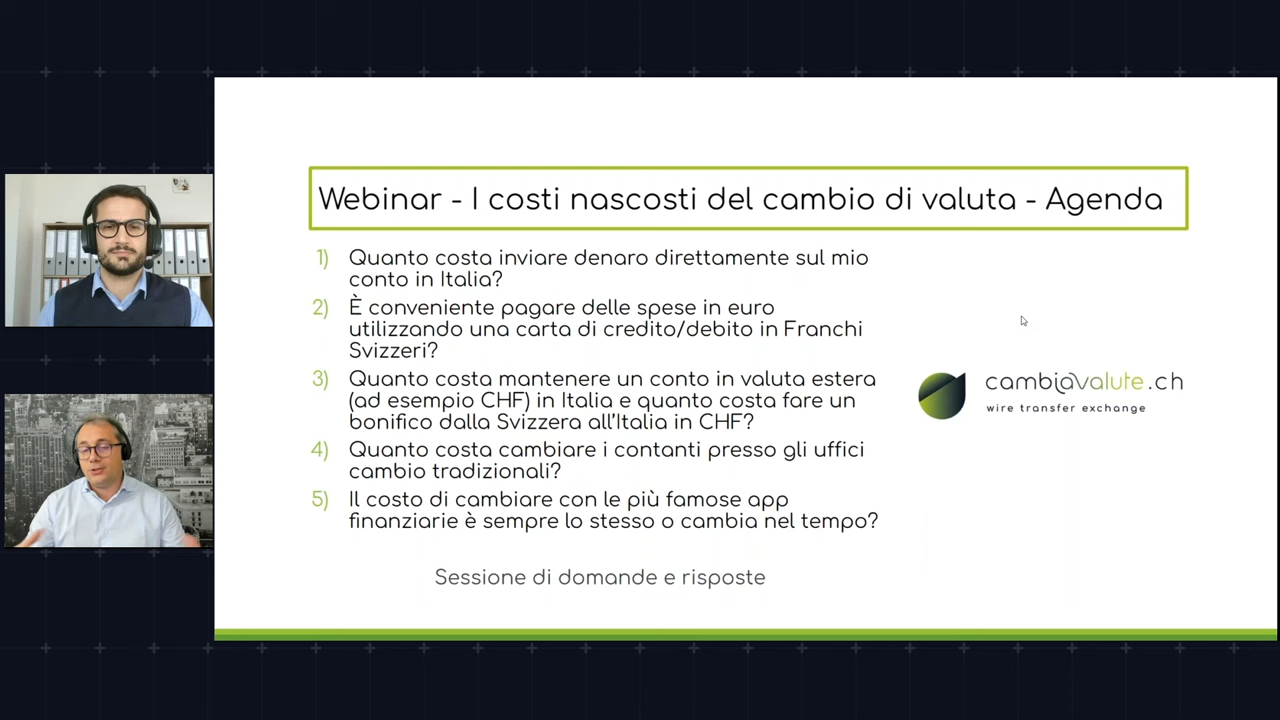 Webinar - I costi nascosti del cambio di valuta - Agenda
1) Quanto costa inviare denaro direttamente sul mio
conto in Italia?
2) È conveniente pagare delle spese in euro
utilizzando una carta di credito/debito in Franchi
Svizzeri?
3) Quanto costa mantenere un conto in valuta estera
(ad esempio CHF) in Italia e quanto costa fare un
bonifico dalla Svizzera all'Italia in CHF?
4) Quanto costa cambiare i contanti presso gli uffici
cambio tradizionali?
5) Il costo di cambiare con le più famose app
finanziarie è sempre lo stesso o cambia nel tempo?
Sessione di domande e risposte
cambiavalute.ch
wire transfer exchange